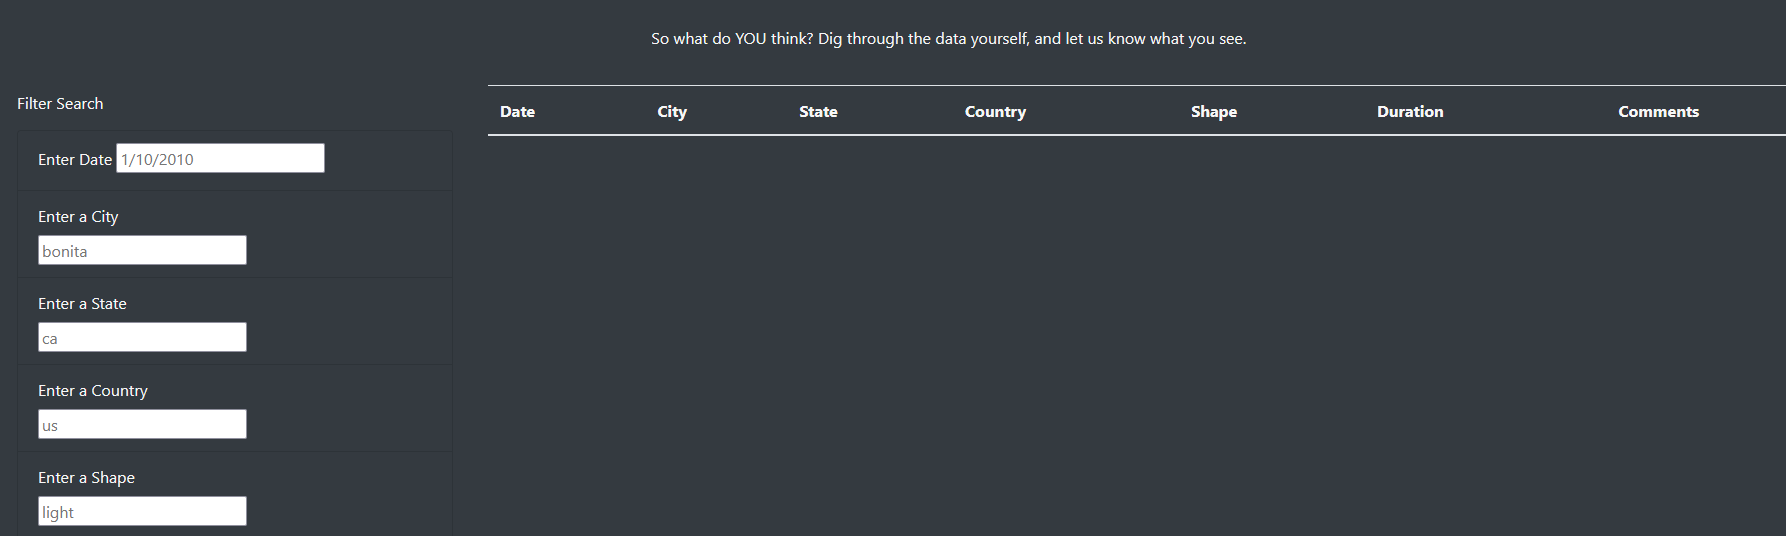 So what do YOU think? Dig through the data yourself, and let us know what you see.
Filter Search
Enter Date 1/10/2010
Enter a City
bonita
Enter a State
ca
Enter a Country
us
Enter a Shape
light
Date City State Country Shape Duration Comments